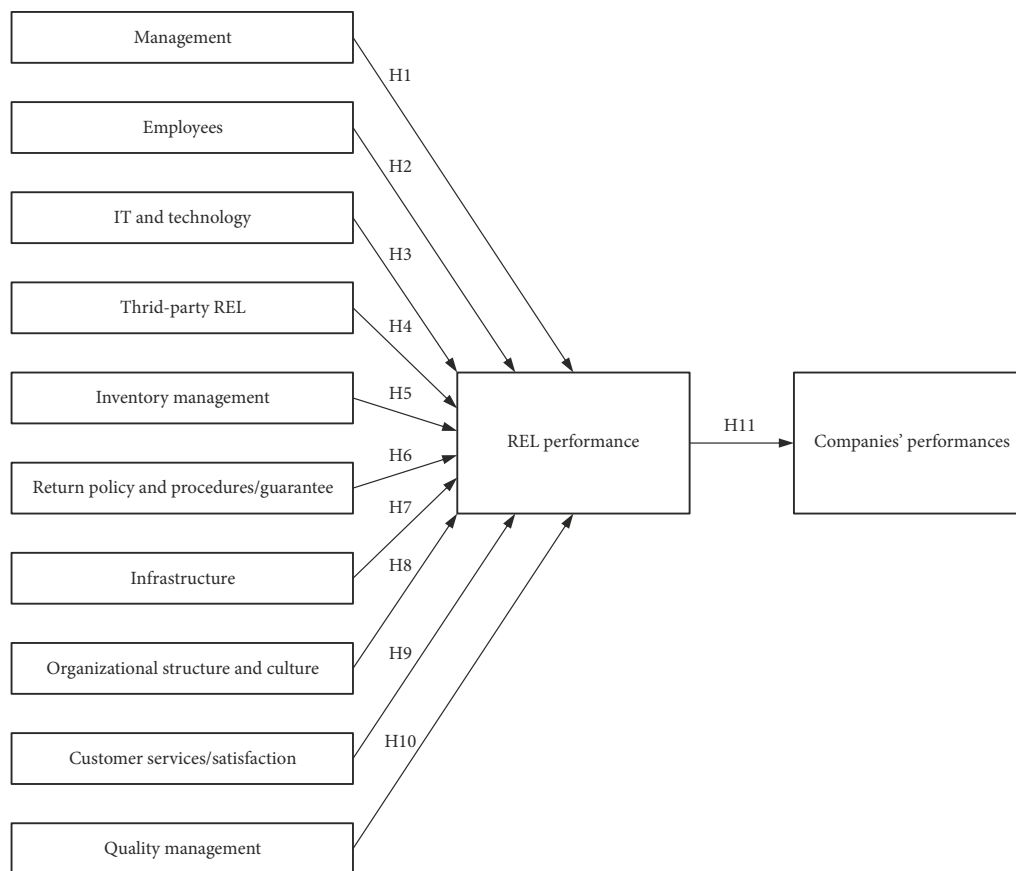 Management
H1
Employees
H2
IT and technology
H3
Thrid-party REL
H4
Inventory management
H5
Return policy and procedures/guarantee
H6
Infrastructure
H7
Organizational structure and culture
H8
Customer services/satisfaction
H9
Quality management
H10
REL performance
H11
Companies’ performances